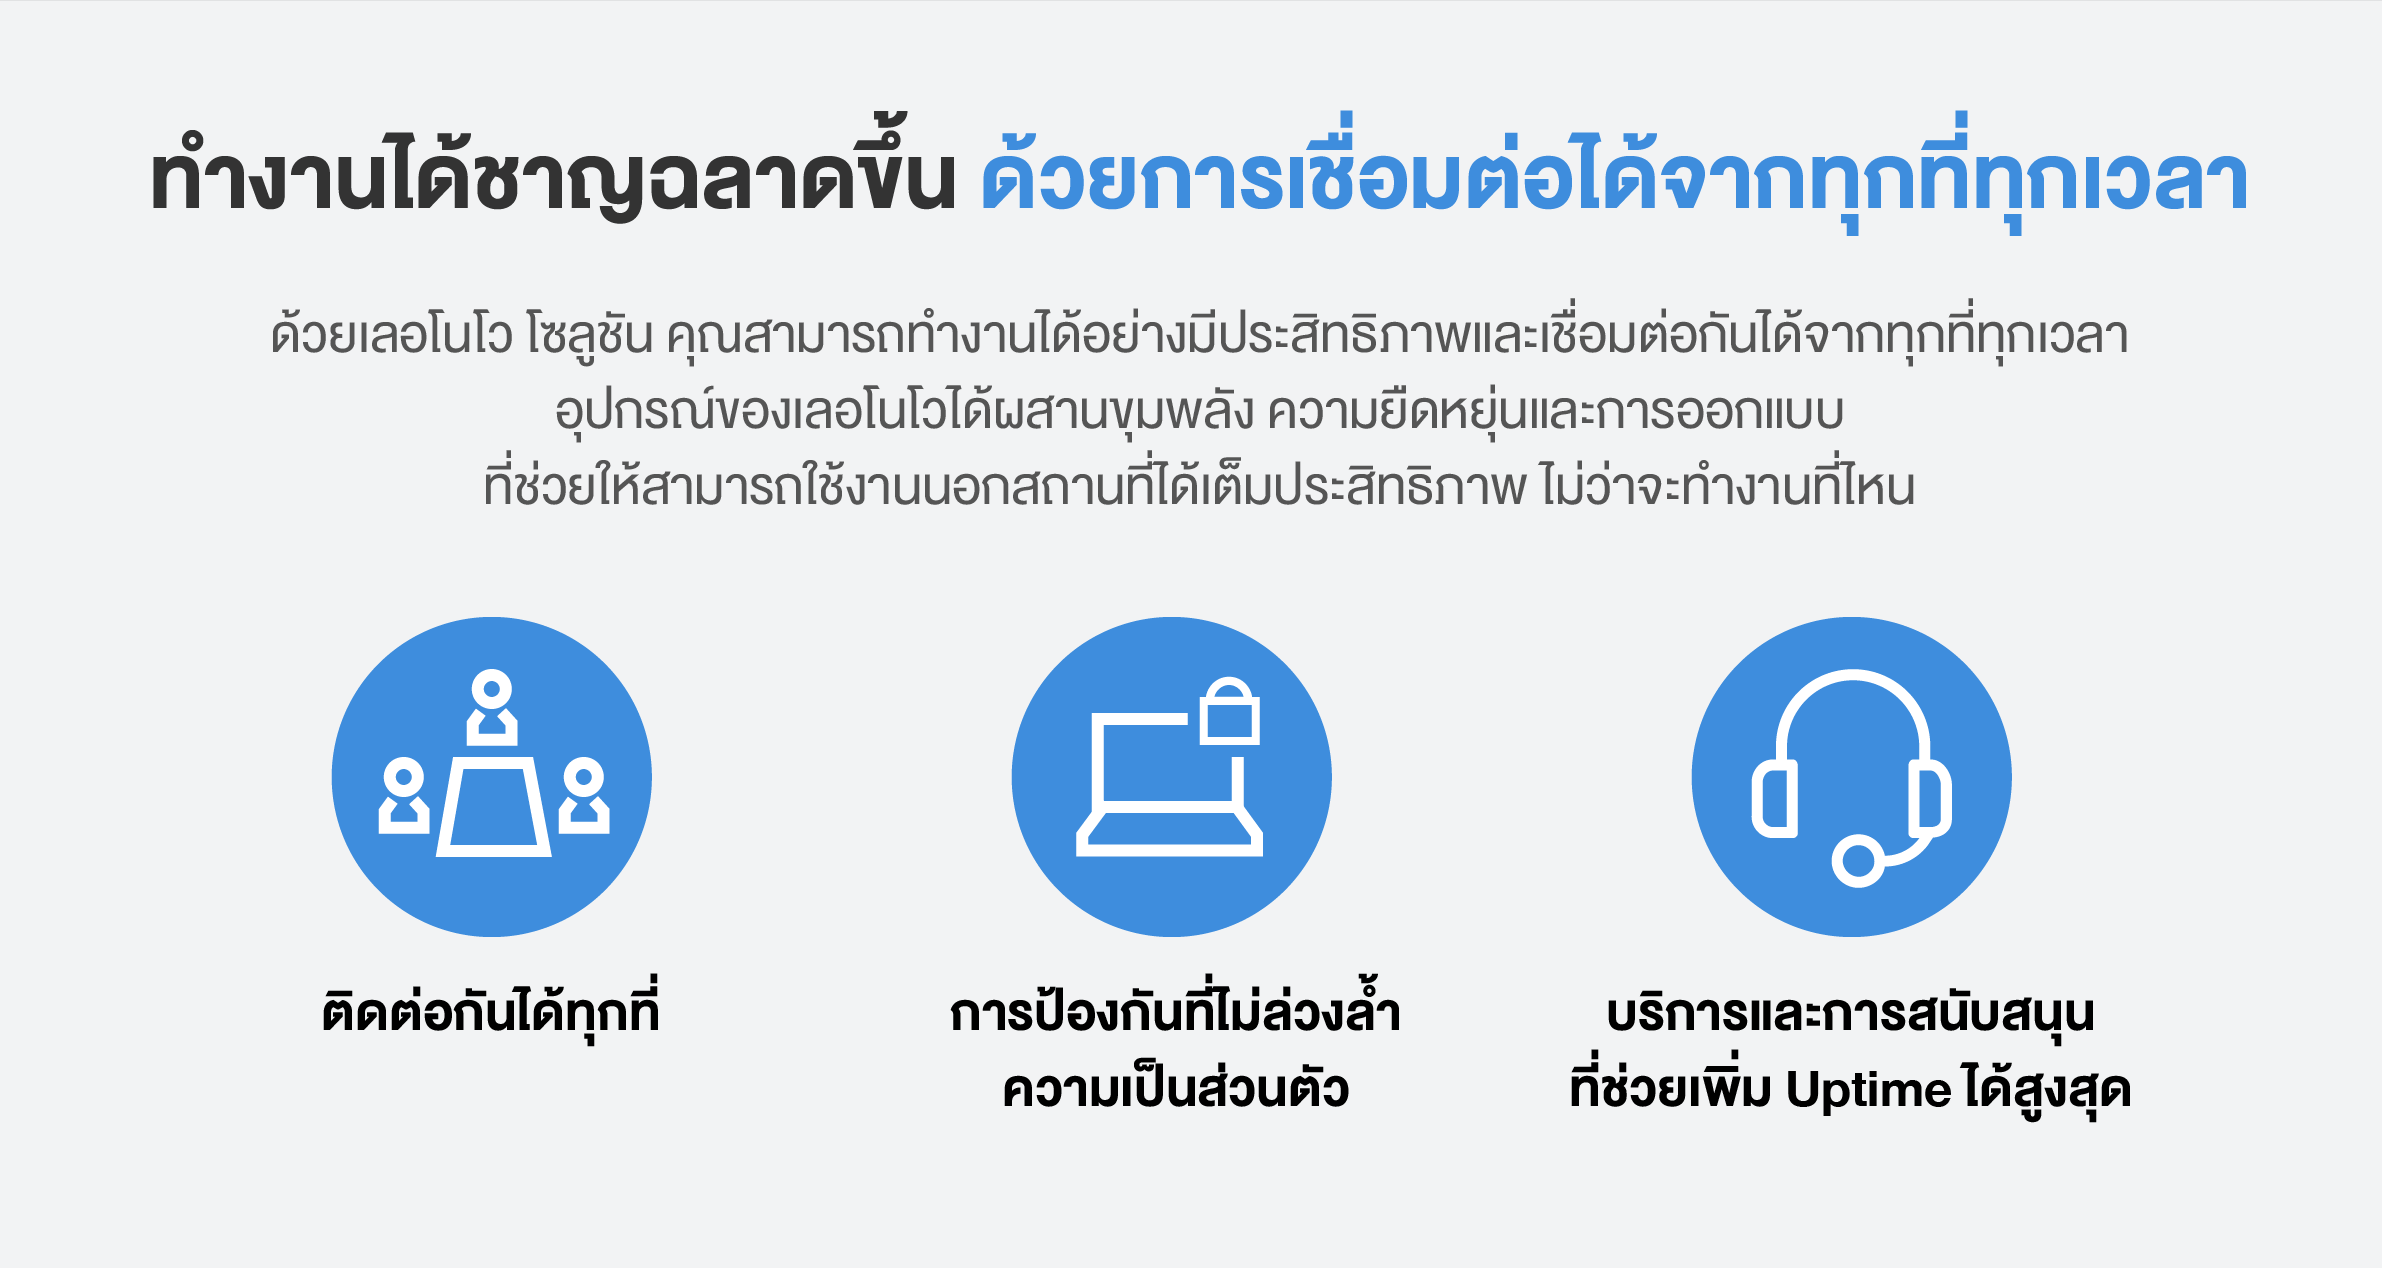 ทำงานได้ชาญฉลาดขึ้น ด้วยการเชื่อมต่อได้จากทุกที่ทุกเวลา
ด้วยเลอโนโว โซลูชัน คุณสามารถทำงานได้อย่างมีประสิทธิภาพและเชื่อมต่อกันได้จากทุกที่ทุกเวลา
อุปกรณ์ของเลอโนโวได้ผสานขุมพลัง ความยืดหยุ่นและการออกแบบ
ที่ช่วยให้สามารถใช้งานนอกสถานที่ได้เต็มประสิทธิภาพ ไม่ว่าจะทำงานที่ไหน
ติดต่อกันได้ทุกที่
การป้องกันที่ไม่ล่วงล้ำ
ความเป็นส่วนตัว
บริการและการสนับสนุน
ที่ช่วยเพิ่ม Uptime ได้สูงสุด